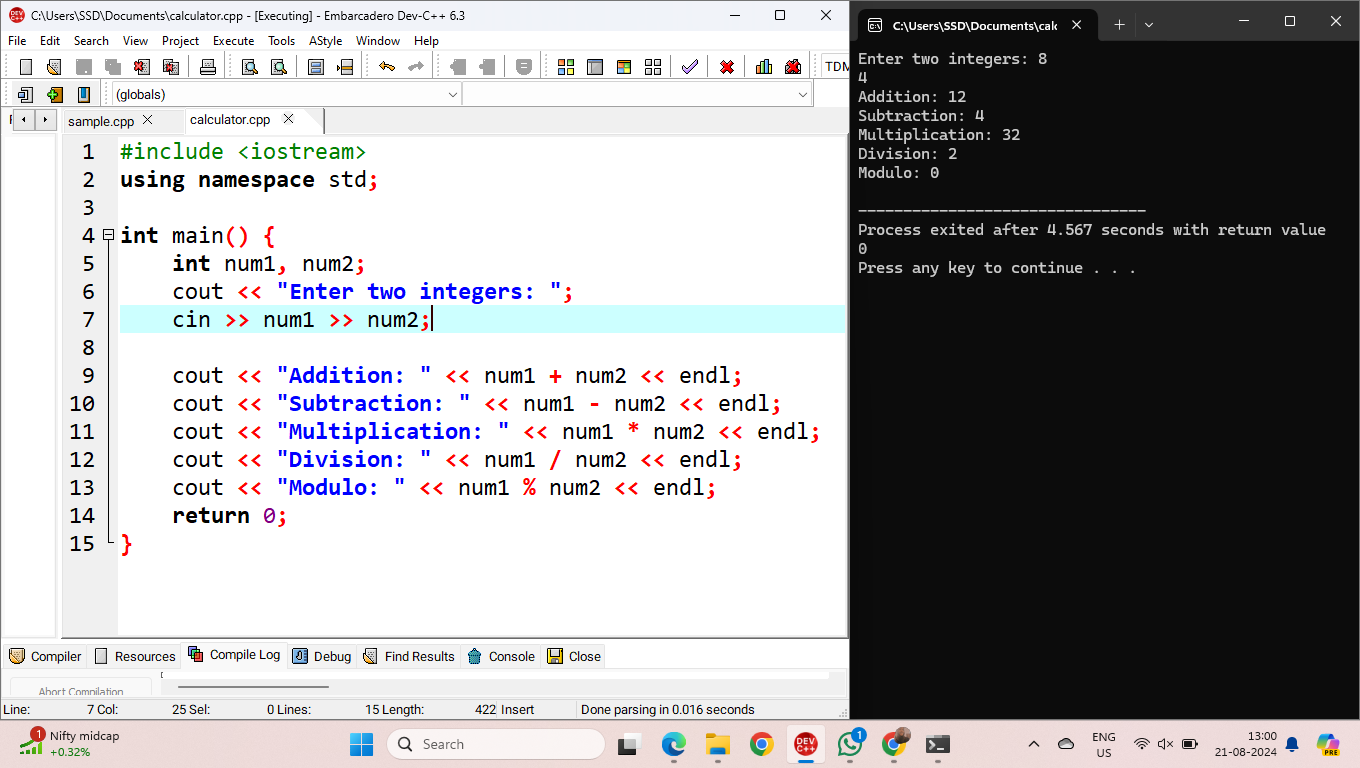 C:\Users\SSD\Documents\calculator.cpp - [Executing] - Embarcadero Dev-C++ 6.3
File Edit Search View Project Execute Tools AStyle Window Help
TDM
(globals)
sample.cpp
calculator.cpp
1 #include <iostream>
2 using namespace std;
3
4 int main() {
5 int num1, num2;
6 cout << "Enter two integers: ";
7 cin >> num1 >> num2;
8
9 cout << "Addition: " << num1 + num2 << endl;
10 cout << "Subtraction: " << num1 - num2 << endl;
11 cout << "Multiplication: " << num1 * num2 << endl;
12 cout << "Division: " << num1 / num2 << endl;
13 cout << "Modulo: " << num1 % num2 << endl;
14 return 0;
15 }
Compiler Resources Compile Log Debug Find Results Console Close
Abort Compilation
Line: 7 Col: 25 Sel: 0 Lines: 15 Length: 422 Insert Done parsing in 0.016 seconds
C:\Users\SSD\Documents\calc
Enter two integers: 8
4
Addition: 12
Subtraction: 4
Multiplication: 32
Division: 2
Modulo: 0
--------------------------------
Process exited after 4.567 seconds with return value
0
Press any key to continue . . .
1
Nifty midcap
+0.32%
Search
DEV
C++
1
ENG
US
13:00
21-08-2024
PRE